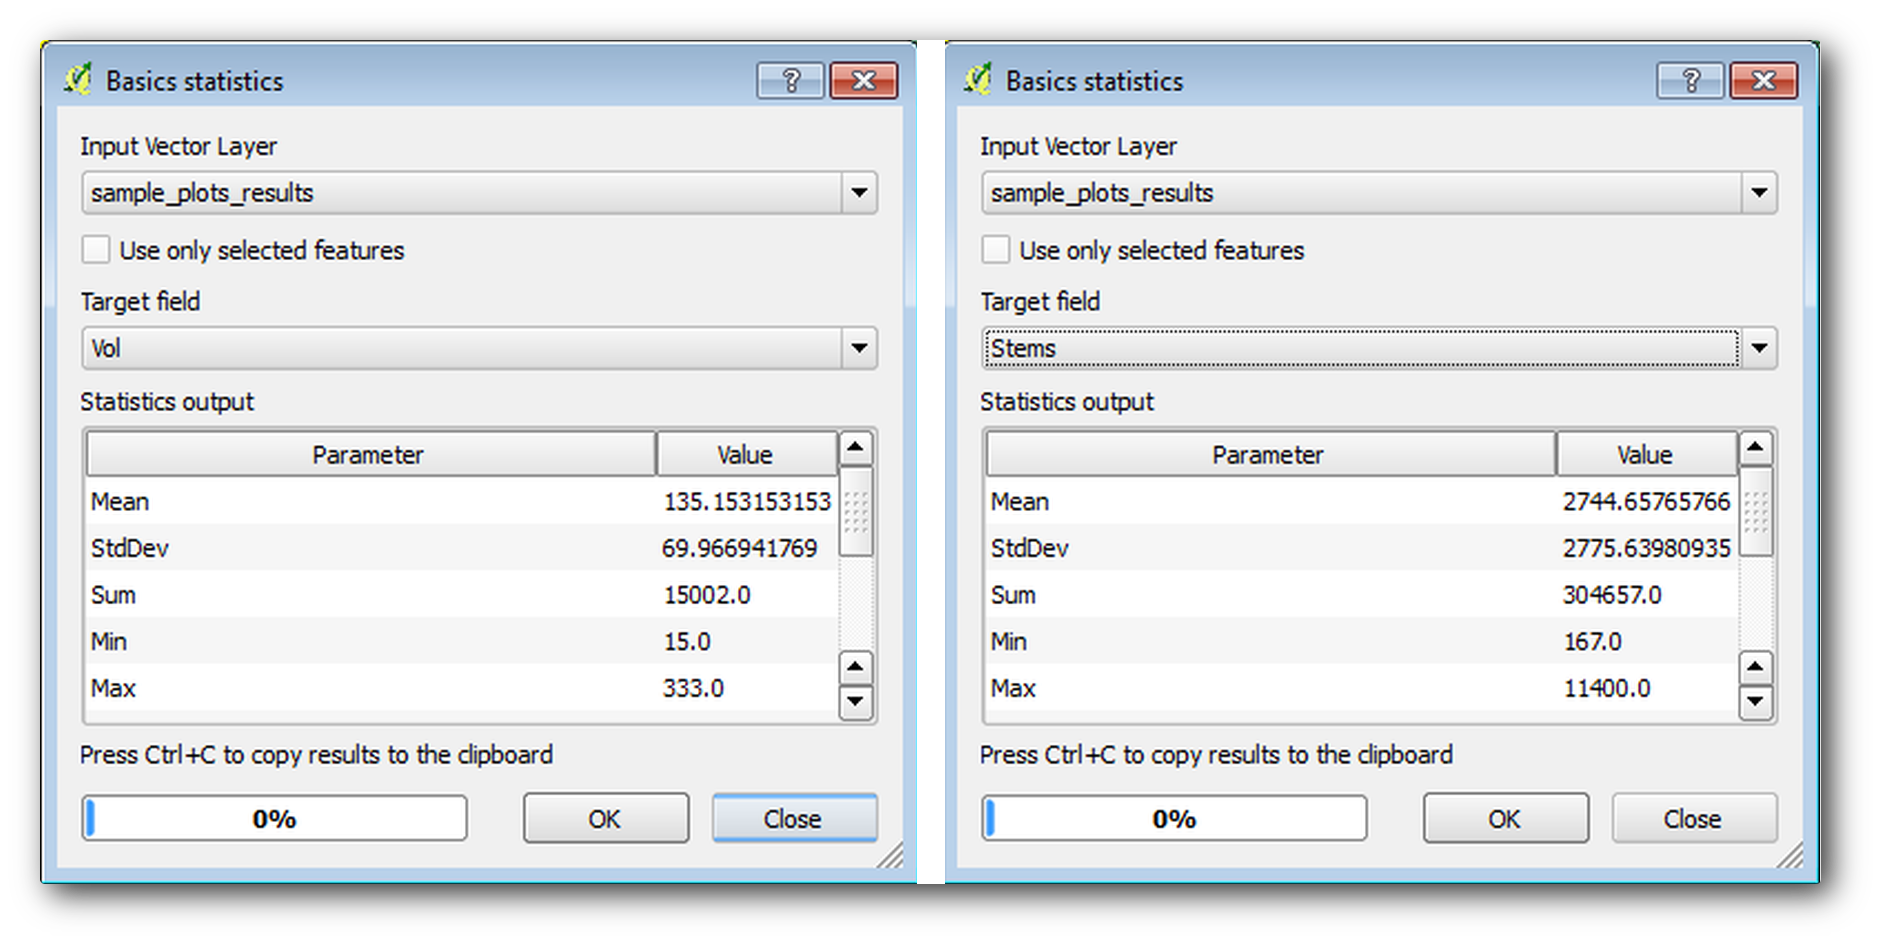 Basics statistics
Input Vector Layer
sample_plots_results
Use only selected features
Target field
Vol
Statistics output
Parameter Value
Mean 135.153153153
StdDev 69.966941769
Sum 15002.0
Min 15.0
Max 333.0
Press Ctrl+C to copy results to the clipboard
0% OK Close
Basics statistics
Input Vector Layer
sample_plots_results
Use only selected features
Target field
Stems
Statistics output
Parameter Value
Mean 2744.65765766
StdDev 2775.63980935
Sum 304657.0
Min 167.0
Max 11400.0
Press Ctrl+C to copy results to the clipboard
0% OK Close